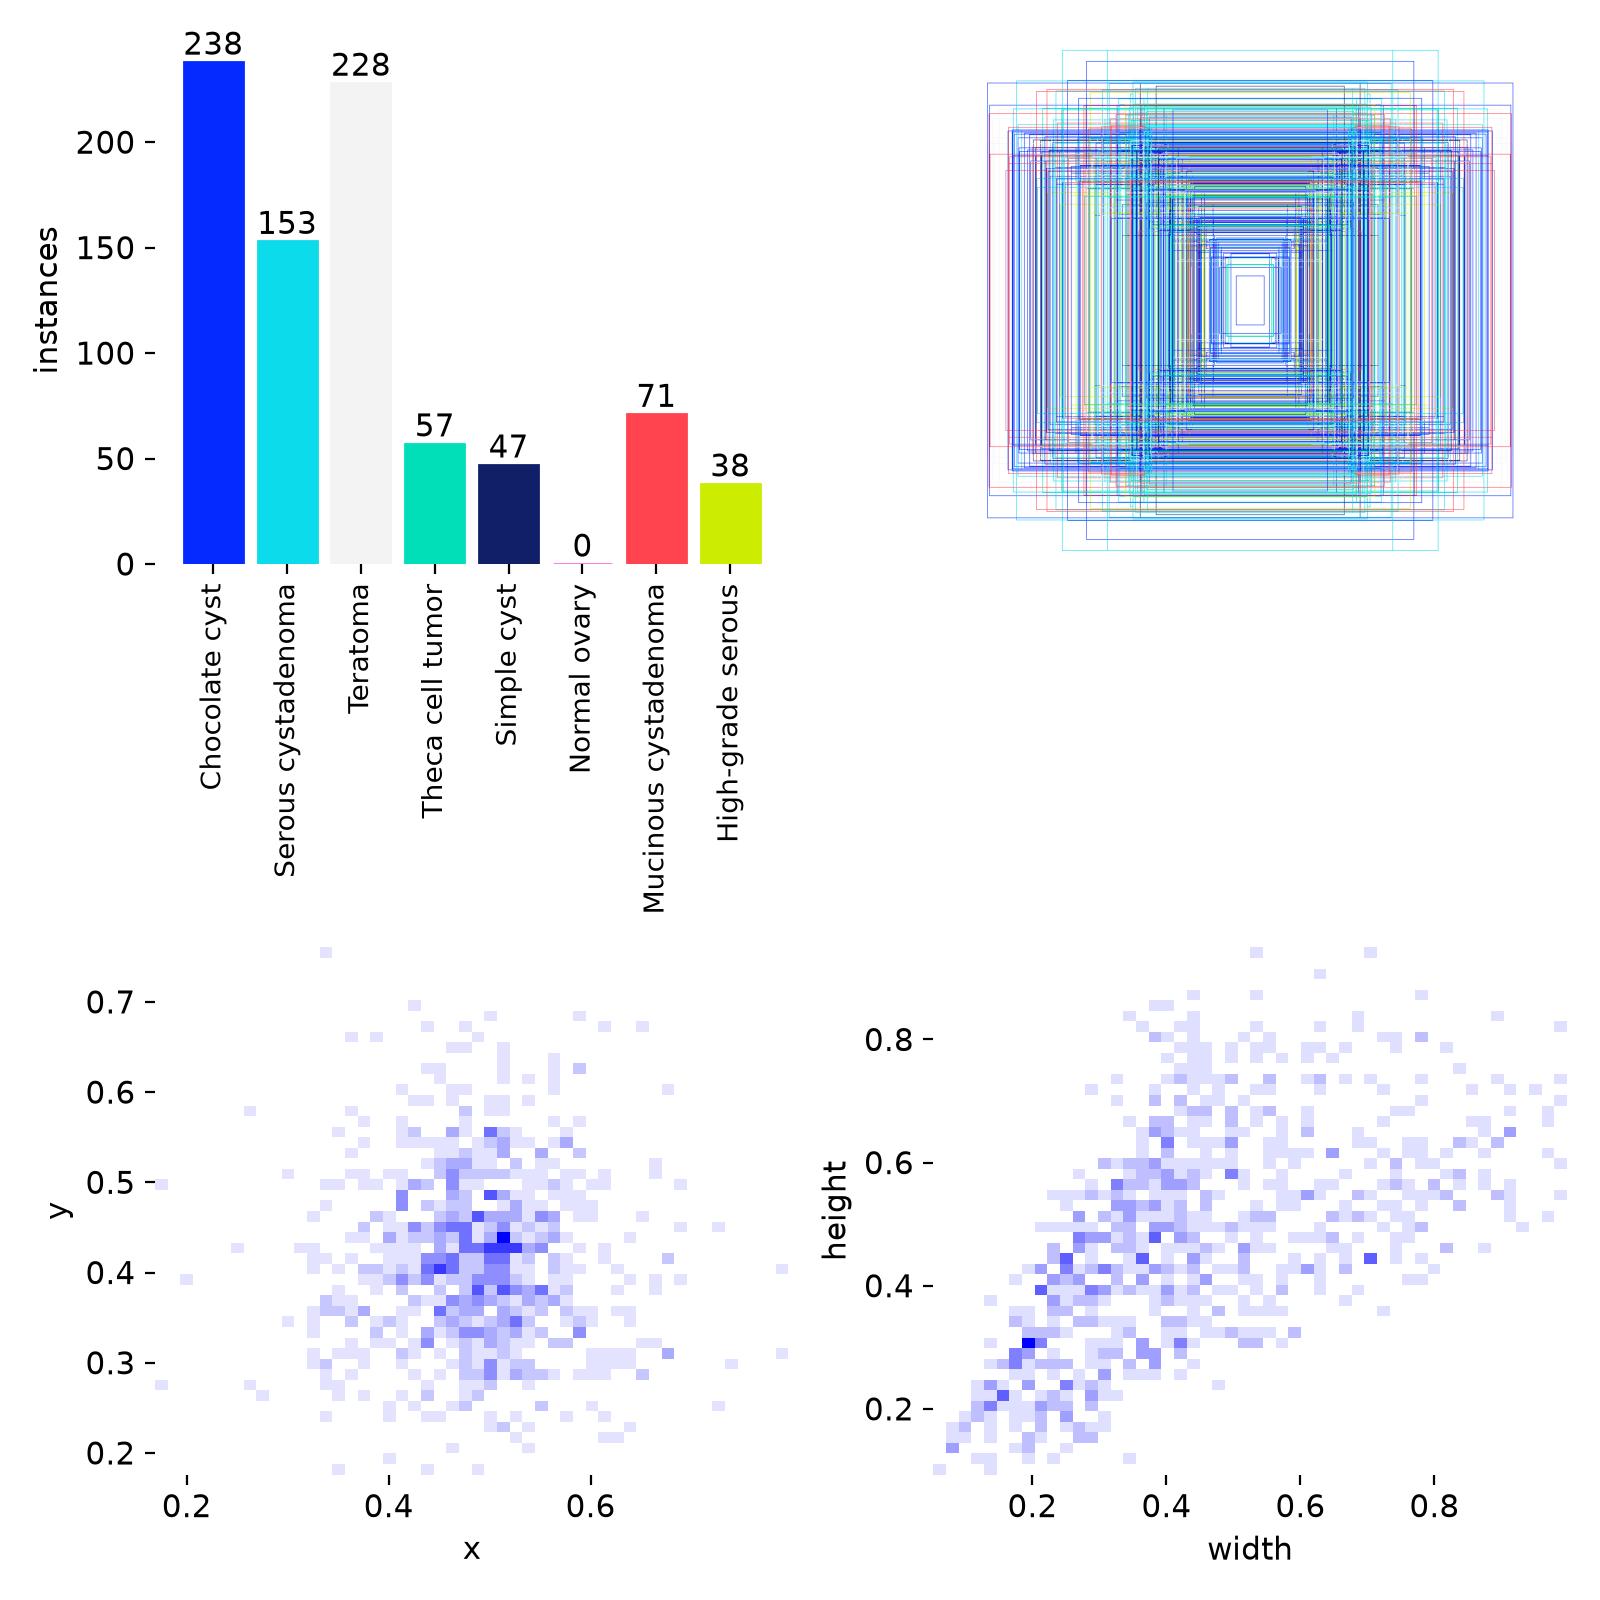 238
153
228
57
47
0
71
38
instances
200
150
100
50
0
Chocolate cyst
Serous cystadenoma
Teratoma
Theca cell tumor
Simple cyst
Normal ovary
Mucinous cystadenoma
High-grade serous
y
0.7
0.6
0.5
0.4
0.3
0.2
0.2 0.4 0.6
x
height
0.8
0.6
0.4
0.2
0.2 0.4 0.6 0.8
width